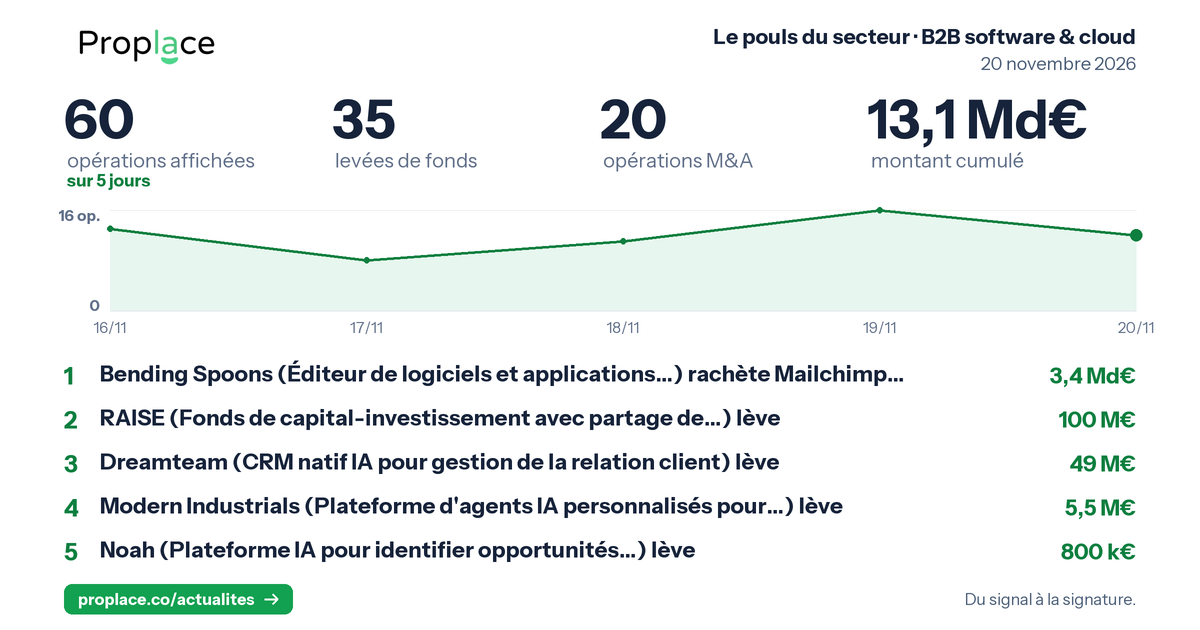 Proplace
Le pouls du secteur · B2B software & cloud
20 novembre 2026
60
opérations affichées
sur 5 jours
35
levées de fonds
20
opérations M&A
13,1 Md€
montant cumulé
16 op.
0
16/11
17/11
18/11
19/11
20/11
1 Bending Spoons (Éditeur de logiciels et applications...) rachète Mailchimp... 3,4 Md€
2 RAISE (Fonds de capital-investissement avec partage de...) lève 100 M€
3 Dreamteam (CRM natif IA pour gestion de la relation client) lève 49 M€
4 Modern Industrials (Plateforme d'agents IA personnalisés pour...) lève 5,5 M€
5 Noah (Plateforme IA pour identifier opportunités...) lève 800 k€
proplace.co/actualites →
Du signal à la signature.